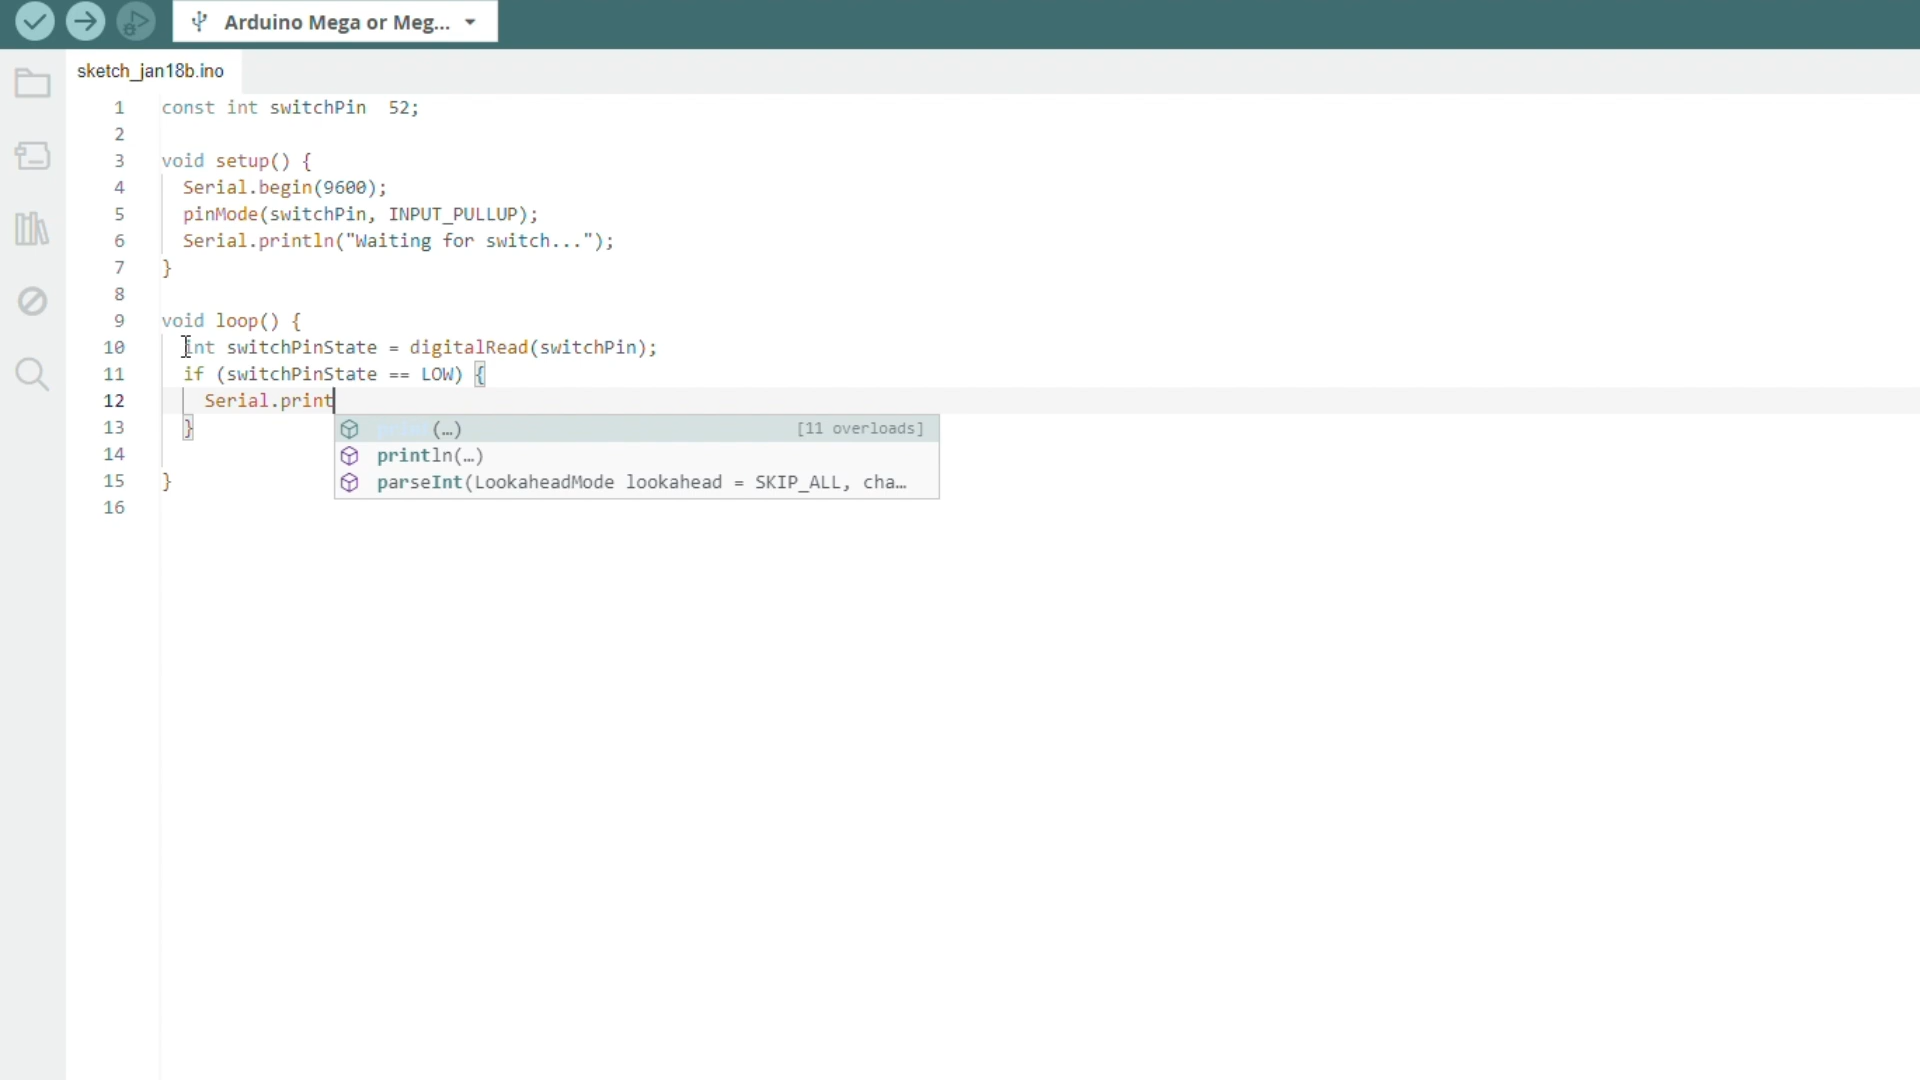 Arduino Mega or Meg...
sketch_jan18b.ino
1 const int switchPin  52;
2
3 void setup() {
4 Serial.begin(9600);
5 pinMode(switchPin, INPUT_PULLUP);
6 Serial.println("Waiting for switch...");
7 }
8
9 void loop() {
10 int switchPinState = digitalRead(switchPin);
11 if (switchPinState == LOW) {
12 Serial.print
13 }
print(…) [11 overloads]
14
println(…)
15 }
parseInt(LookaheadMode lookahead = SKIP_ALL, cha…
16